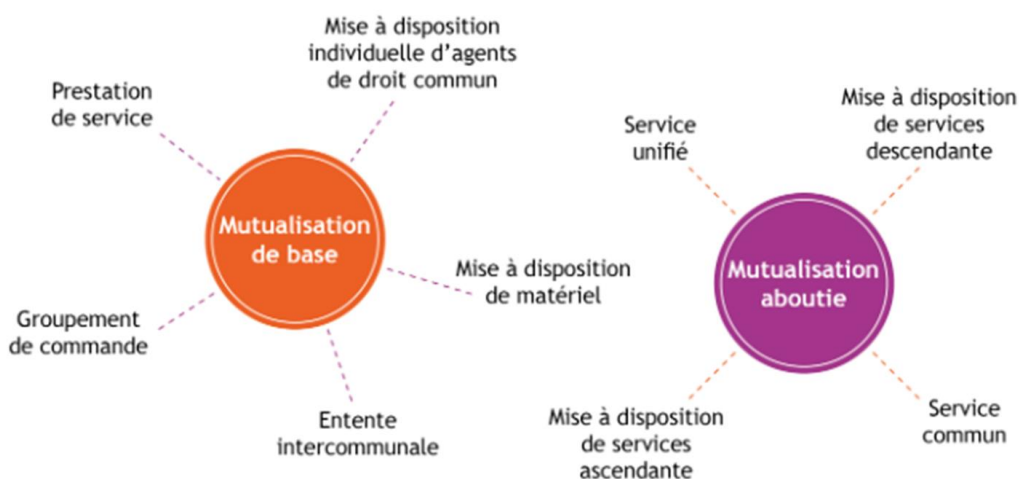 Mise à disposition
individuelle d’agents
de droit commun
Prestation
de service
Mutualisation
de base
Mise à disposition
de matériel
Groupement
de commande
Entente
intercommunale
Service
unifié
Mise à disposition
de services
descendante
Mutualisation
aboutie
Mise à disposition
de services
ascendante
Service
commun